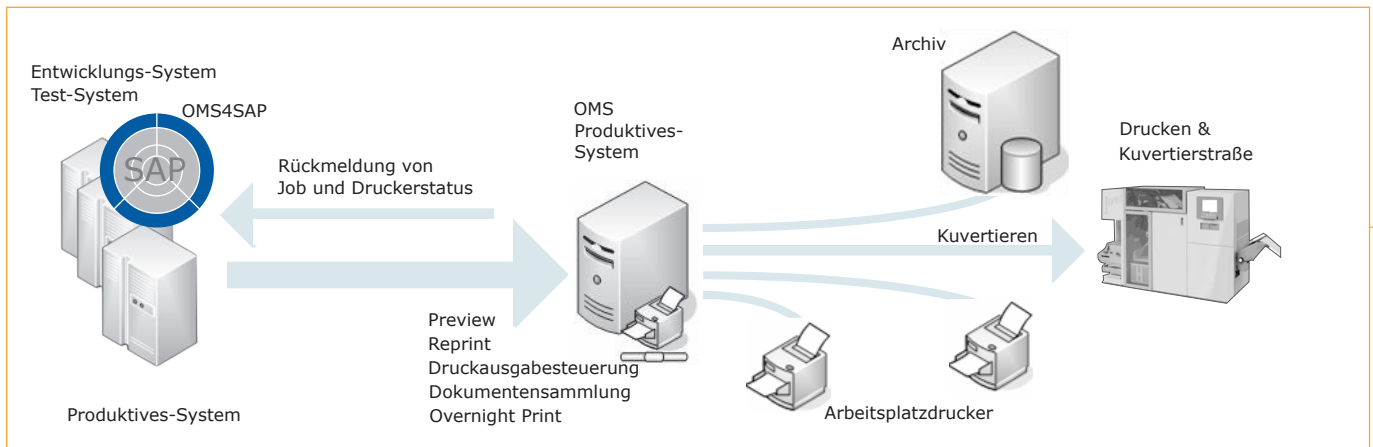 Entwicklungs-System
Test-System
OMS4SAP
SAP
Produktives-System
Rückmeldung von
Job und Druckerstatus
Preview
Reprint
Druckausgabesteuerung
Dokumentensammlung
Overnight Print
OMS
Produktives-
System
Archiv
Kuvertieren
Drucken &
Kuvertierstraße
Arbeitsplatzdrucker